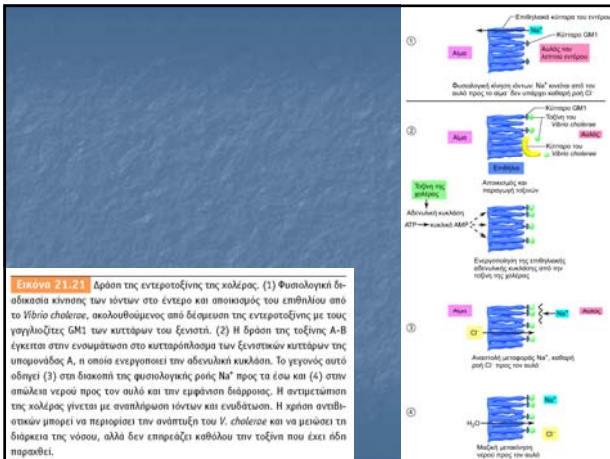 Εικόνα 21.21 Δράση της εντεροτοξίνης της χολέρας. (1) Φυσιολογική δι-
αδικασία κίνησης των ιόντων στο έντερο και αποικισμός του επιθηλίου από
το Vibrio cholerae, ακολουθούμενος από δέσμευση της εντεροτοξίνης με τους
γαγγλιοζίτες GM1 των κυττάρων του ξενιστή. (2) Η δράση της τοξίνης Α-Β
έγκειται στην ενσωμάτωση στο κυτταρόπλασμα των ξενιστικών κυττάρων της
υπομονάδας Α, η οποία ενεργοποιεί την αδενυλική κυκλάση. Το γεγονός αυτό
οδηγεί (3) στη διακοπή της φυσιολογικής ροής Na⁺ προς τα έσω και (4) στην
απώλεια νερού προς τον αυλό και την εμφάνιση διάρροιας. Η αντιμετώπιση
της χολέρας γίνεται με αναπλήρωση ιόντων και ενυδάτωση. Η χρήση αντιβι-
οτικών μπορεί να περιορίσει την ανάπτυξη του V. cholerae και να μειώσει τη
διάρκεια της νόσου, αλλά δεν επηρεάζει καθόλου την τοξίνη που έχει ήδη
παραχθεί.
Επιθηλιακά κύτταρα του εντέρου
Na⁺
①
Κύτταρο GM1
Αίμα
Αυλός του
λεπτού εντέρου
Φυσιολογική κίνηση ιόντων: Na⁺ κινείται από τον
αυλό προς το αίμα· δεν υπάρχει καθαρή ροή Cl⁻
Κύτταρο GM1
②
Τοξίνη του
Vibrio cholerae
Αίμα
Αυλός
Κύτταρο του
Vibrio cholerae
Επιθήλιο
Αποικισμός και
παραγωγή τοξινών
Τοξίνη της
χολέρας
Αδενυλική κυκλάση
ATP
κυκλικό AMP
Ενεργοποίηση της επιθηλιακής
αδενυλικής κυκλάσης από
την τοξίνη της χολέρας
Αίμα
Na⁺
Αυλός
③
Cl⁻
Αναστολή μεταφοράς Na⁺, καθαρή
ροή Cl⁻ προς τον αυλό
④
Na⁺
H₂O
Cl⁻
Μαζική μετακίνηση
νερού προς τον αυλό